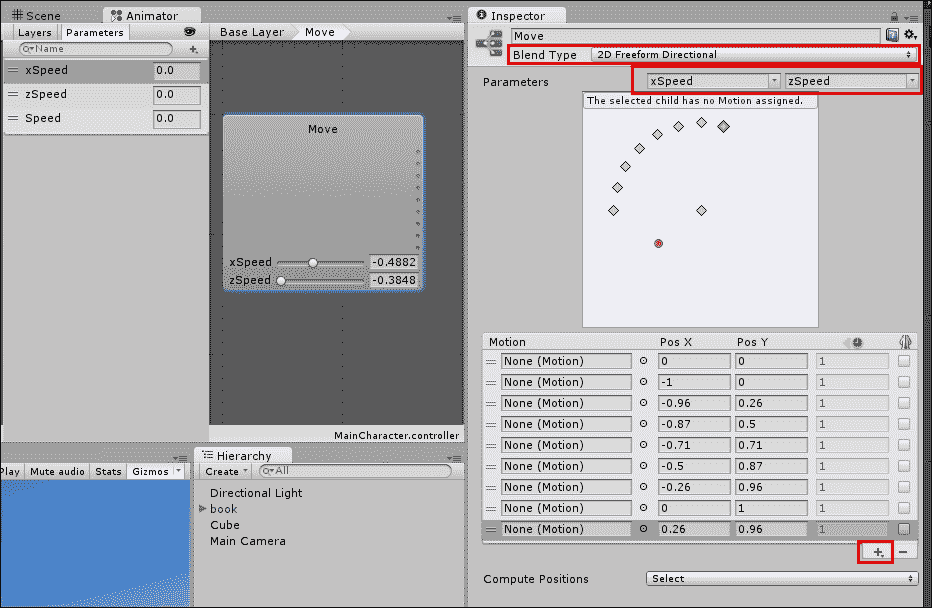 Scene
Animator
Layers
Parameters
Name
+
xSpeed 0.0
zSpeed 0.0
Speed 0.0
Base Layer
Move
Move
xSpeed -0.4882
zSpeed -0.3848
MainCharacter.controller
Play
Mute audio
Stats
Gizmos
Hierarchy
Create
All
Directional Light
book
Cube
Main Camera
Inspector
Move
Blend Type 2D Freeform Directional
Parameters xSpeed zSpeed
The selected child has no Motion assigned.
Motion Pos X Pos Y
None (Motion) 0 0 1
None (Motion) -1 0 1
None (Motion) -0.96 0.26 1
None (Motion) -0.87 0.5 1
None (Motion) -0.71 0.71 1
None (Motion) -0.5 0.87 1
None (Motion) -0.26 0.96 1
None (Motion) 0 1 1
None (Motion) 0.26 0.96 1
+ -
Compute Positions Select